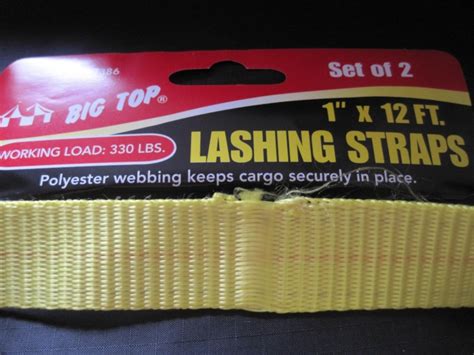 Set of 2
BIG TOP®
1" x 12 FT.
WORKING LOAD: 330 LBS.
LASHING STRAPS
Polyester webbing keeps cargo securely in place.